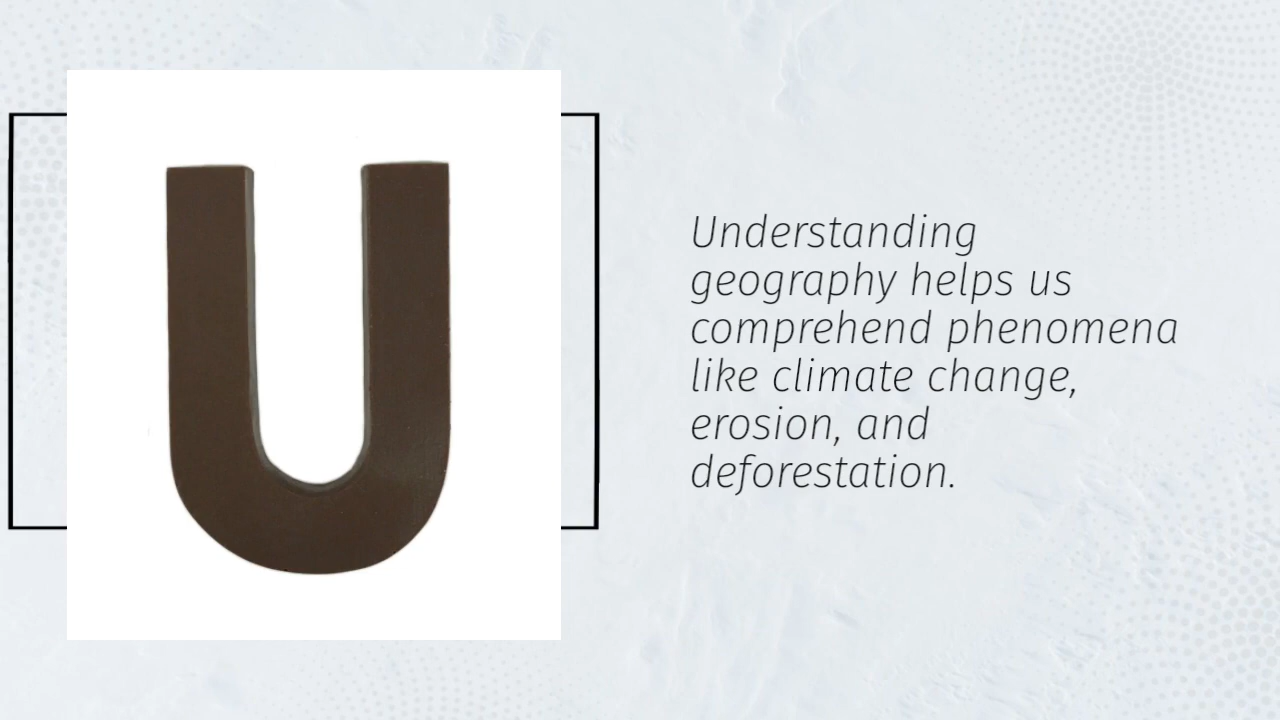 U
Understanding
geography helps us
comprehend phenomena
like climate change,
erosion, and
deforestation.